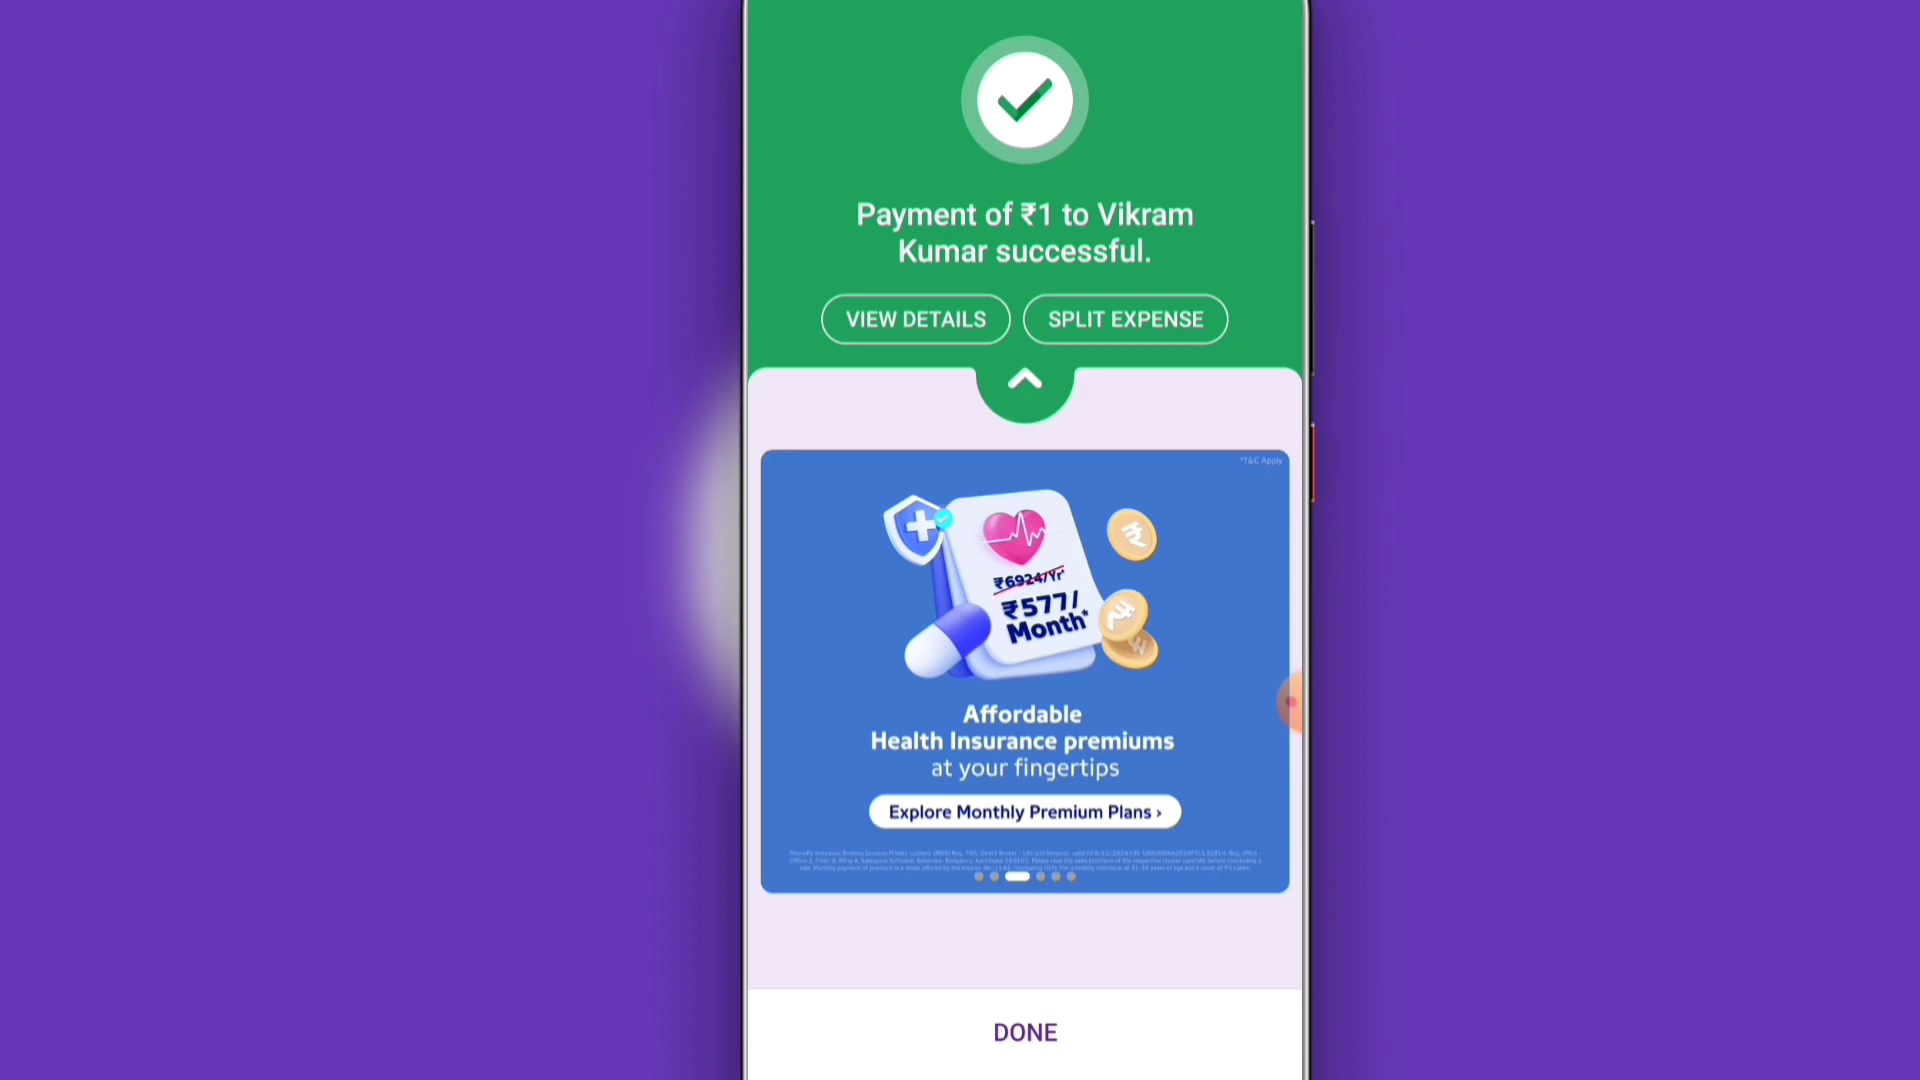 Payment of ₹1 to Vikram
Kumar successful.
VIEW DETAILS
SPLIT EXPENSE
*T&C Apply
₹6924/Yr*
₹577/
Month*
Affordable
Health Insurance premiums
at your fingertips
Explore Monthly Premium Plans ›
DONE